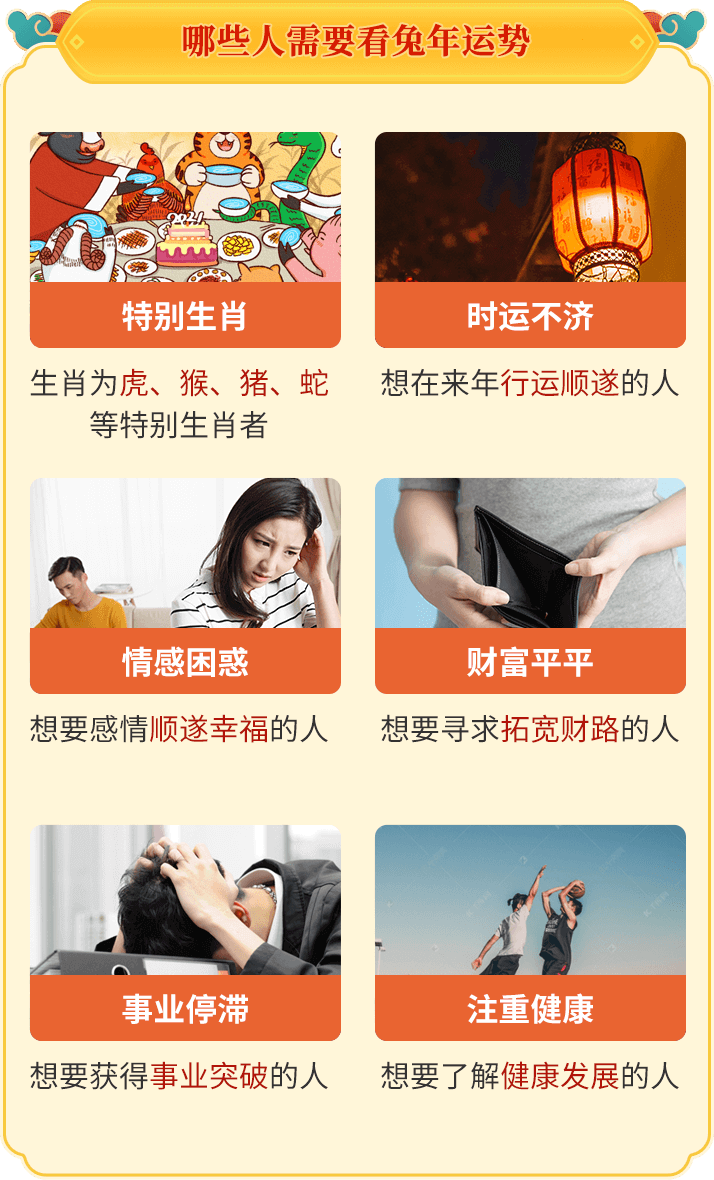 哪些人需要看兔年运势
2021
特别生肖
时运不济
生肖为虎、猴、猪、蛇
等特别生肖者
想在来年行运顺遂的人
情感困惑
财富平平
想要感情顺遂幸福的人
想要寻求拓宽财路的人
事业停滞
注重健康
想要获得事业突破的人
想要了解健康发展的人